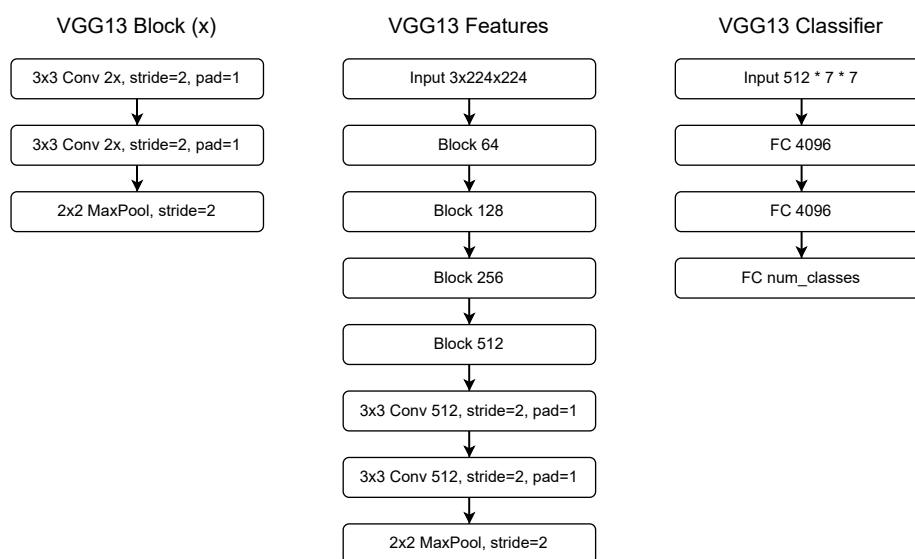 VGG13 Block (x)
3x3 Conv 2x, stride=2, pad=1
3x3 Conv 2x, stride=2, pad=1
2x2 MaxPool, stride=2
VGG13 Features
Input 3x224x224
Block 64
Block 128
Block 256
Block 512
3x3 Conv 512, stride=2, pad=1
3x3 Conv 512, stride=2, pad=1
2x2 MaxPool, stride=2
VGG13 Classifier
Input 512 * 7 * 7
FC 4096
FC 4096
FC num_classes